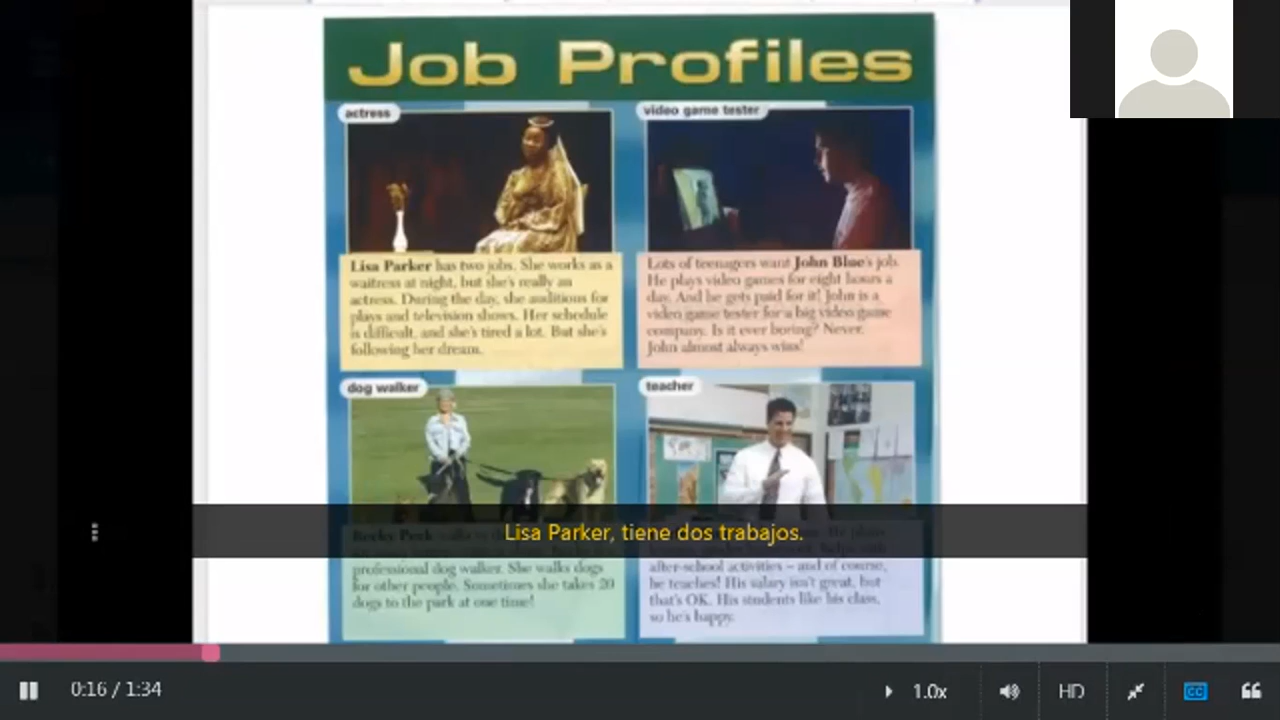 Job Profiles
actress
Lisa Parker has two jobs. She works as a
waitress at night, but she's really an
actress. During the day, she auditions for
plays and television shows. Her schedule
is difficult, and she's tired a lot. But she's
following her dream.
video game tester
Lots of teenagers want John Blue's job.
He plays video games for eight hours a
day. And he gets paid for it! John is a
video game tester for a big video game
company. Is it ever boring? Never.
John almost always wins!
dog walker
Becky Peck walks
professional dog walker. She walks dogs
for other people. Sometimes she takes 20
dogs to the park at one time!
teacher
He plans
after-school activities – and of course,
he teaches! His salary isn't great, but
that's OK. His students like his class,
so he's happy.
Lisa Parker, tiene dos trabajos.
0:16 / 1:34
1.0x
HD
CC